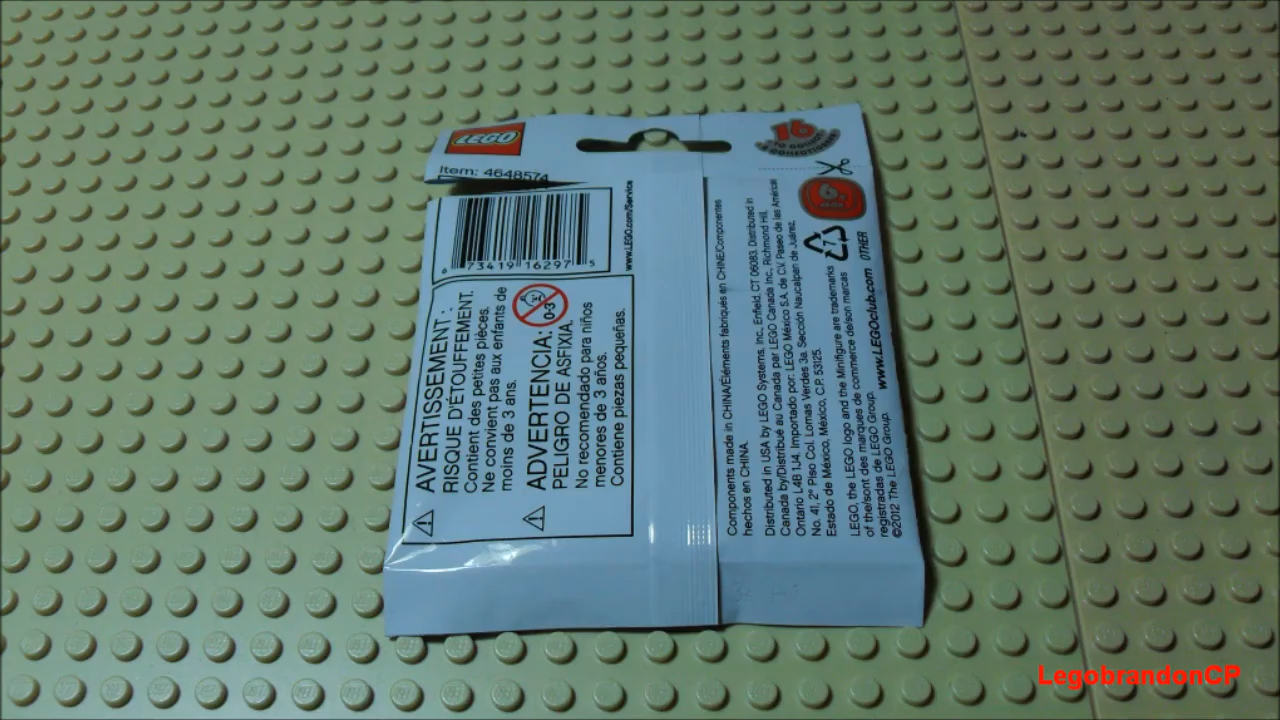 LEGO
Item: 4648574
6 73419 16297 5
www.LEGO.com/Service
AVERTISSEMENT :
RISQUE D'ÉTOUFFEMENT.
Contient des petites pièces.
Ne convient pas aux enfants de
moins de 3 ans.
0-3
ADVERTENCIA:
PELIGRO DE ASFIXIA.
No recomendado para niños
menores de 3 años.
Contiene piezas pequeñas.
16
TO COLLECT
À COLLECTIONNER
Components made in CHINA/Éléments fabriqués en CHINE/Componentes
hechos en CHINA.
Distributed in USA by LEGO Systems, Inc., Enfield, CT 06083. Distributed in
Canada by/Distribué au Canada par LEGO Canada Inc., Richmond Hill,
Ontario L4B 1J4. Importado por: LEGO México S.A. de C.V. Paseo de las Américas
No. 41, 2° Piso Col. Lomas Verdes 3a. Sección Naucalpan de Juárez,
Estado de México, México, C.P. 53125.
LEGO, the LEGO logo and the Minifigure are trademarks
of the/sont des marques de commerce de/son marcas
registradas de LEGO Group.
©2012 The LEGO Group.
www.LEGOclub.com
7
OTHER
LegobrandonCP